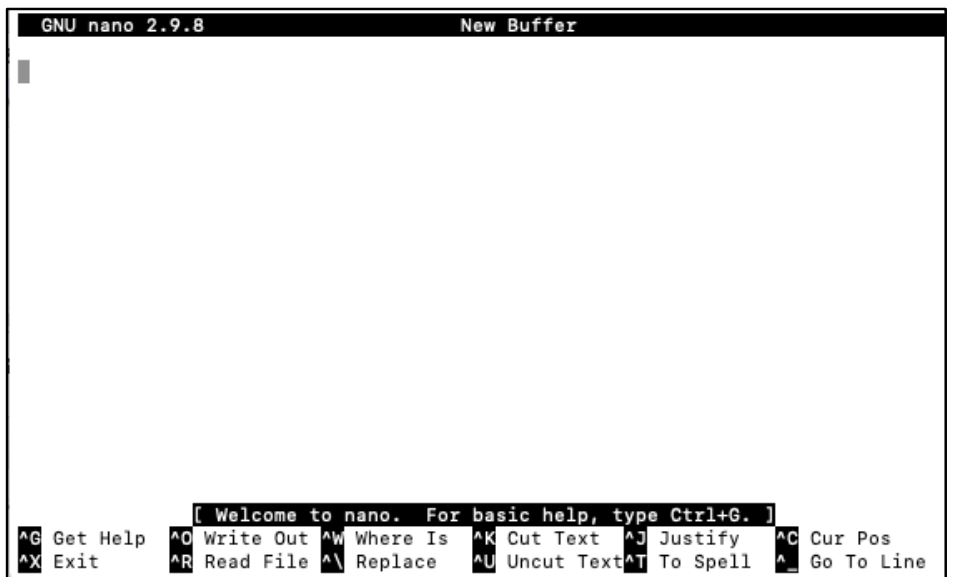 GNU nano 2.9.8 New Buffer
[ Welcome to nano. For basic help, type Ctrl+G. ]
^G Get Help ^O Write Out ^W Where Is ^K Cut Text ^J Justify ^C Cur Pos
^X Exit ^R Read File ^\ Replace ^U Uncut Text ^T To Spell ^_ Go To Line